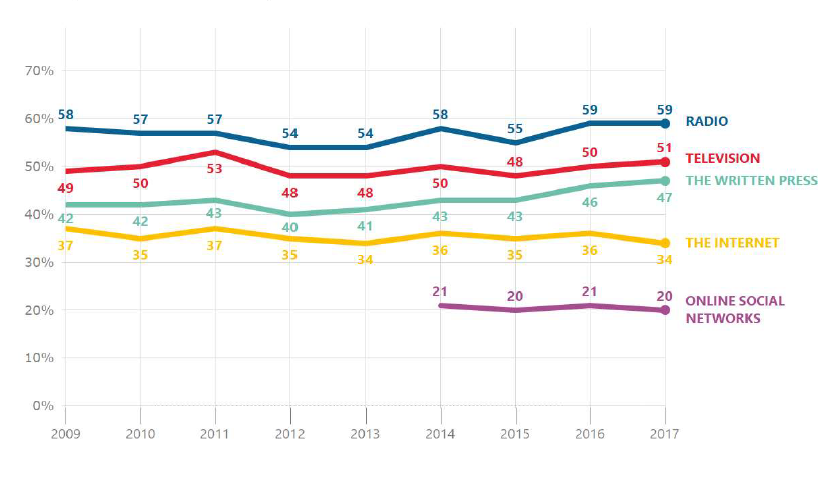 70%
60%
50%
40%
30%
20%
10%
0%
58 57 57 54 54 58 55 59 59
RADIO
49 50 53 48 48 50 48 50 51
TELEVISION
42 42 43 40 41 43 43 46 47
THE WRITTEN PRESS
37 35 37 35 34 36 35 36 34
THE INTERNET
21 20 21 20
ONLINE SOCIAL
NETWORKS
2009 2010 2011 2012 2013 2014 2015 2016 2017